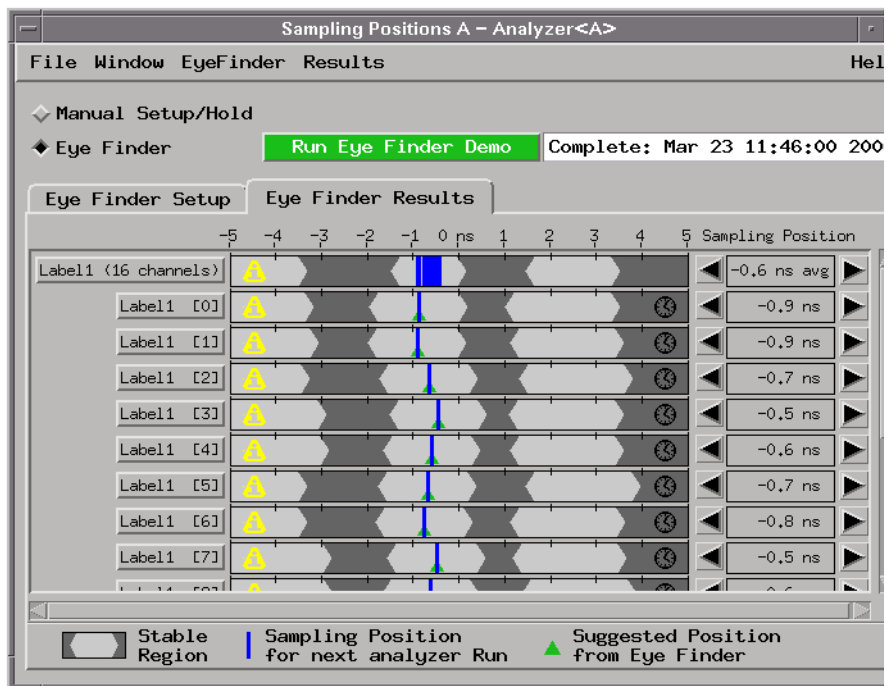 Sampling Positions A – Analyzer<A>
File Window EyeFinder Results Hel
Manual Setup/Hold
Eye Finder Run Eye Finder Demo Complete: Mar 23 11:46:00 200
Eye Finder Setup Eye Finder Results
-5 -4 -3 -2 -1 0 ns 1 2 3 4 5 Sampling Position
Label1 (16 channels) -0.6 ns avg
Label1 [0] -0.9 ns
Label1 [1] -0.9 ns
Label1 [2] -0.7 ns
Label1 [3] -0.5 ns
Label1 [4] -0.6 ns
Label1 [5] -0.7 ns
Label1 [6] -0.8 ns
Label1 [7] -0.5 ns
Stable Region
Sampling Position for next analyzer Run
Suggested Position from Eye Finder